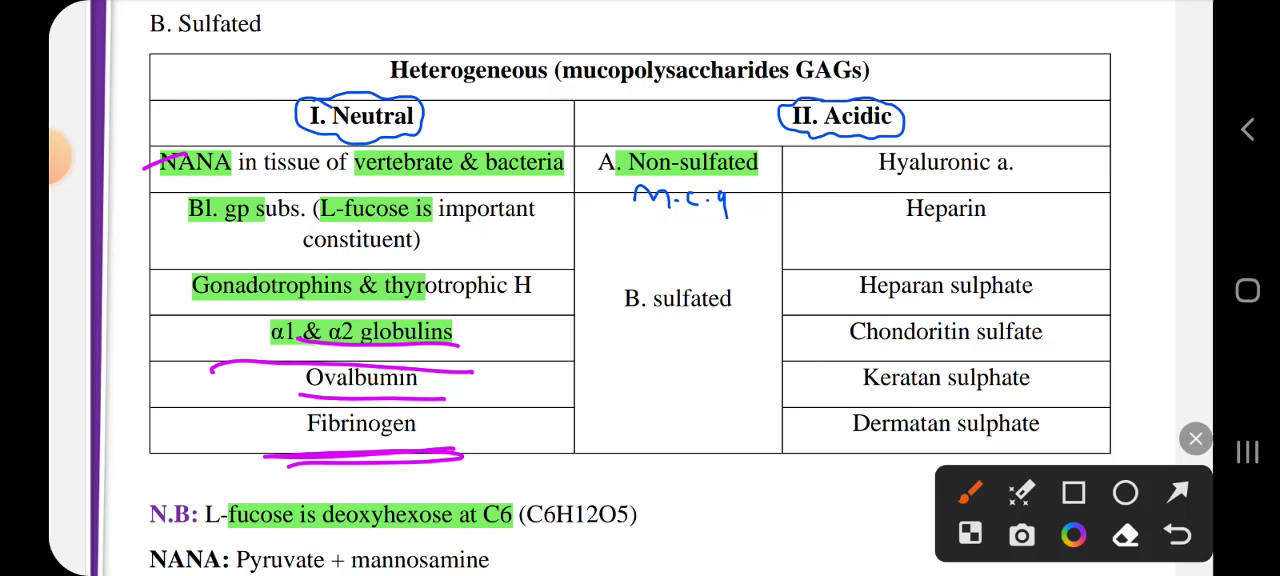 B. Sulfated
Heterogeneous (mucopolysaccharides GAGs)
I. Neutral
II. Acidic
NANA in tissue of vertebrate & bacteria
A. Non-sulfated
Hyaluronic a.
M.C.q
Bl. gp subs. (L-fucose is important
constituent)
Heparin
Gonadotrophins & thyrotrophic H
B. sulfated
Heparan sulphate
α1 & α2 globulins
Chondoritin sulfate
Ovalbumin
Keratan sulphate
Fibrinogen
Dermatan sulphate
N.B: L-fucose is deoxyhexose at C6 (C6H12O5)
NANA: Pyruvate + mannosamine